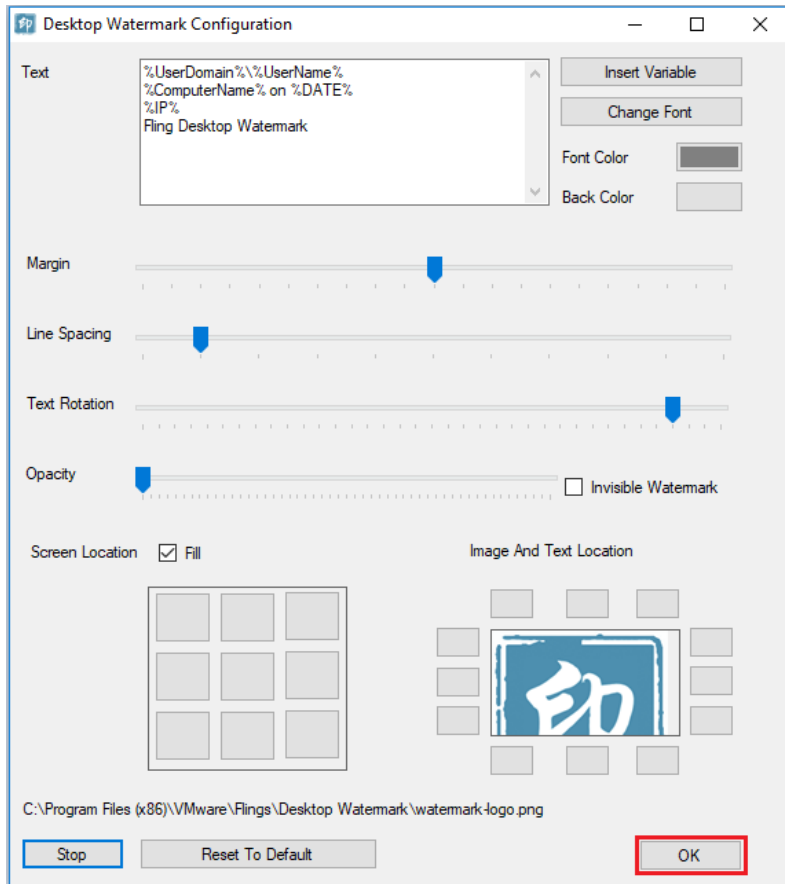 印 Desktop Watermark Configuration
Text
%UserDomain%\%UserName%
%ComputerName% on %DATE%
%IP%
Fling Desktop Watermark
Insert Variable
Change Font
Font Color
Back Color
Margin
Line Spacing
Text Rotation
Opacity
Invisible Watermark
Screen Location
Fill
Image And Text Location
印
C:\Program Files (x86)\VMware\Flings\Desktop Watermark\watermark-logo.png
Stop
Reset To Default
OK